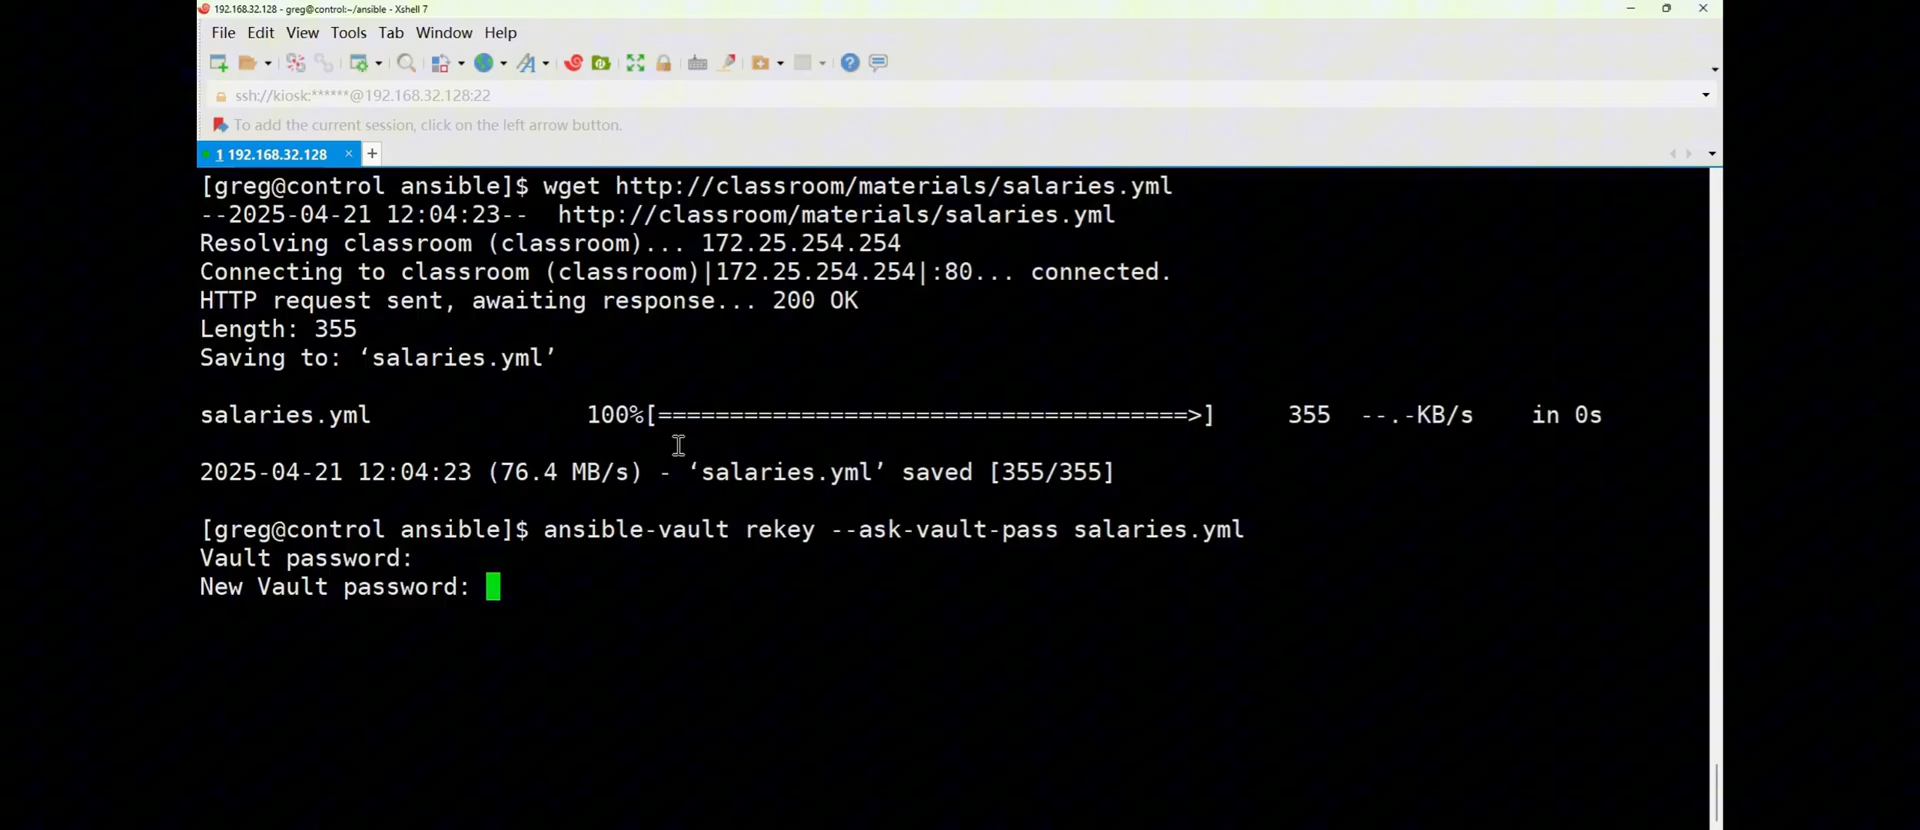 192.168.32.128 - greg@control:~/ansible - Xshell 7
File Edit View Tools Tab Window Help
ssh://kiosk:******@192.168.32.128:22
To add the current session, click on the left arrow button.
1 192.168.32.128 × +
[greg@control ansible]$ wget http://classroom/materials/salaries.yml
--2025-04-21 12:04:23--  http://classroom/materials/salaries.yml
Resolving classroom (classroom)... 172.25.254.254
Connecting to classroom (classroom)|172.25.254.254|:80... connected.
HTTP request sent, awaiting response... 200 OK
Length: 355
Saving to: ‘salaries.yml’
salaries.yml 100%[=====================================>] 355 --.-KB/s in 0s
2025-04-21 12:04:23 (76.4 MB/s) - ‘salaries.yml’ saved [355/355]
[greg@control ansible]$ ansible-vault rekey --ask-vault-pass salaries.yml
Vault password:
New Vault password: